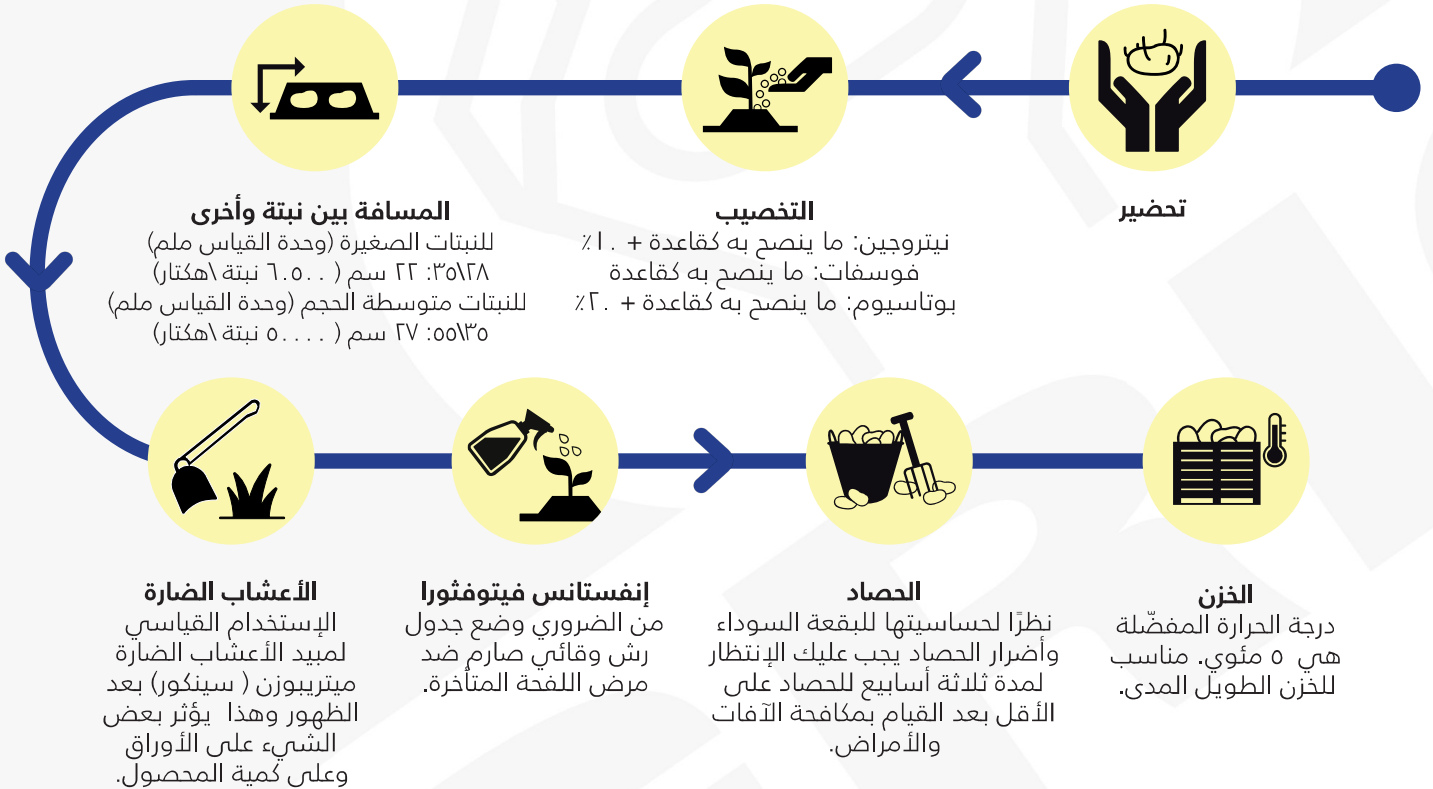 تحضير
التخصيب
نيتروجين: ما ينصح به كقاعدة + ١٠٪
فوسفات: ما ينصح به كقاعدة
بوتاسيوم: ما ينصح به كقاعدة + ٢٠٪
المسافة بين نبتة وأخرى
للنبتات الصغيرة (وحدة القياس ملم)
٣٥\٢٨: ٢٢ سم ( ٦٠٥٠٠ نبتة \هكتار)
للنبتات متوسطة الحجم (وحدة القياس ملم)
٥٥\٣٥: ٢٧ سم ( ٥٠٠٠٠ نبتة \هكتار)
الأعشاب الضارة
الإستخدام القياسي
لمبيد الأعشاب الضارة
ميتريبوزن ( سينكور) بعد
الظهور وهذا يؤثر بعض
الشيء على الأوراق
وعلى كمية المحصول.
إنفستانس فيتوفثورا
من الضروري وضع جدول
رش وقائي صارم ضد
مرض اللفحة المتأخرة.
الحصاد
نظرًا لحساسيتها للبقعة السوداء
وأضرار الحصاد يجب عليك الإنتظار
لمدة ثلاثة أسابيع للحصاد على
الأقل بعد القيام بمكافحة الآفات
والأمراض.
الخزن
درجة الحرارة المفضّلة
هي ٥ مئوي. مناسب
للخزن الطويل المدى.